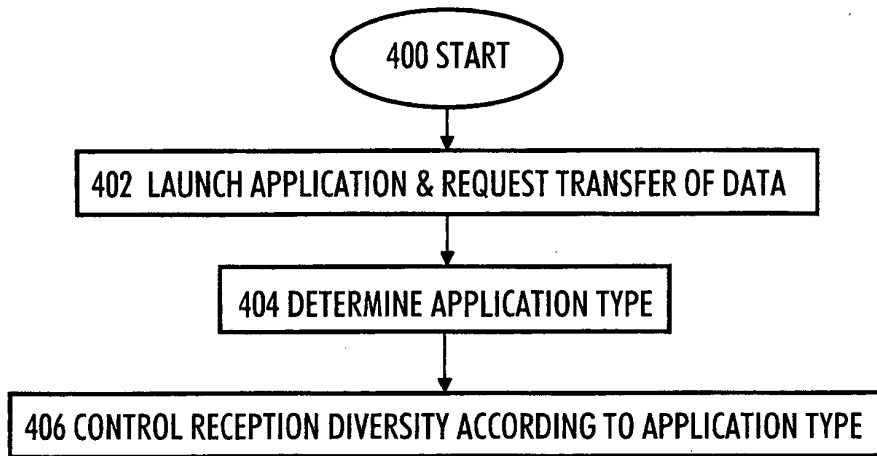 400 START
402 LAUNCH APPLICATION & REQUEST TRANSFER OF DATA
404 DETERMINE APPLICATION TYPE
406 CONTROL RECEPTION DIVERSITY ACCORDING TO APPLICATION TYPE